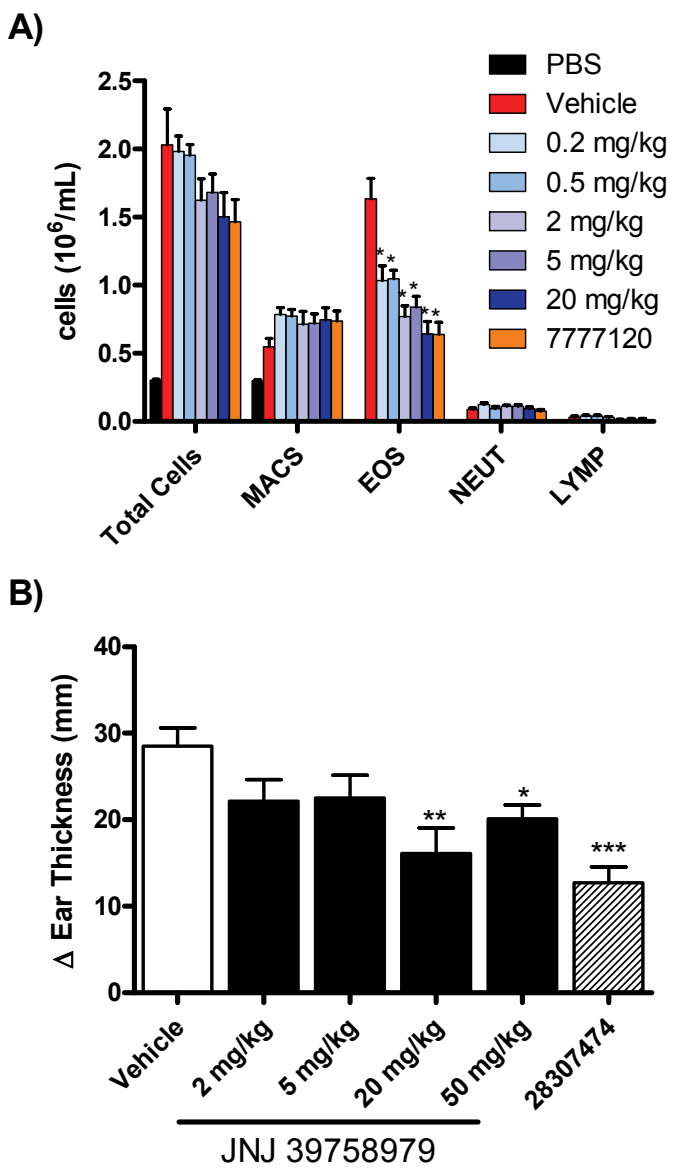 A)
PBS
Vehicle
0.2 mg/kg
0.5 mg/kg
2 mg/kg
5 mg/kg
20 mg/kg
7777120
cells (10⁶/mL)
2.5
2.0
1.5
1.0
0.5
0.0
* * * * * *
Total Cells
MACS
EOS
NEUT
LYMP
B)
Δ Ear Thickness (mm)
40
30
20
10
0
**
*
***
Vehicle
2 mg/kg
5 mg/kg
20 mg/kg
50 mg/kg
28307474
JNJ 39758979